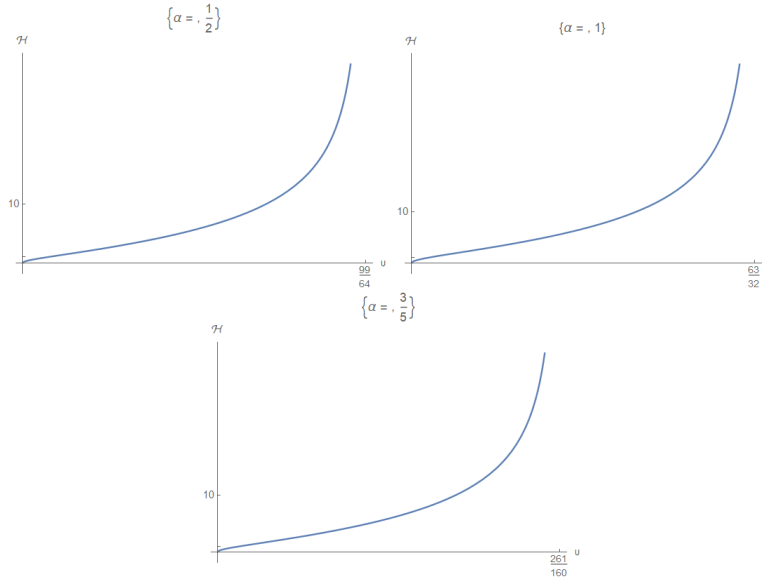 {α = , 1/2}
ℋ
10
u
99/64
{α = , 1}
ℋ
10
u
63/32
{α = , 3/5}
ℋ
10
u
261/160